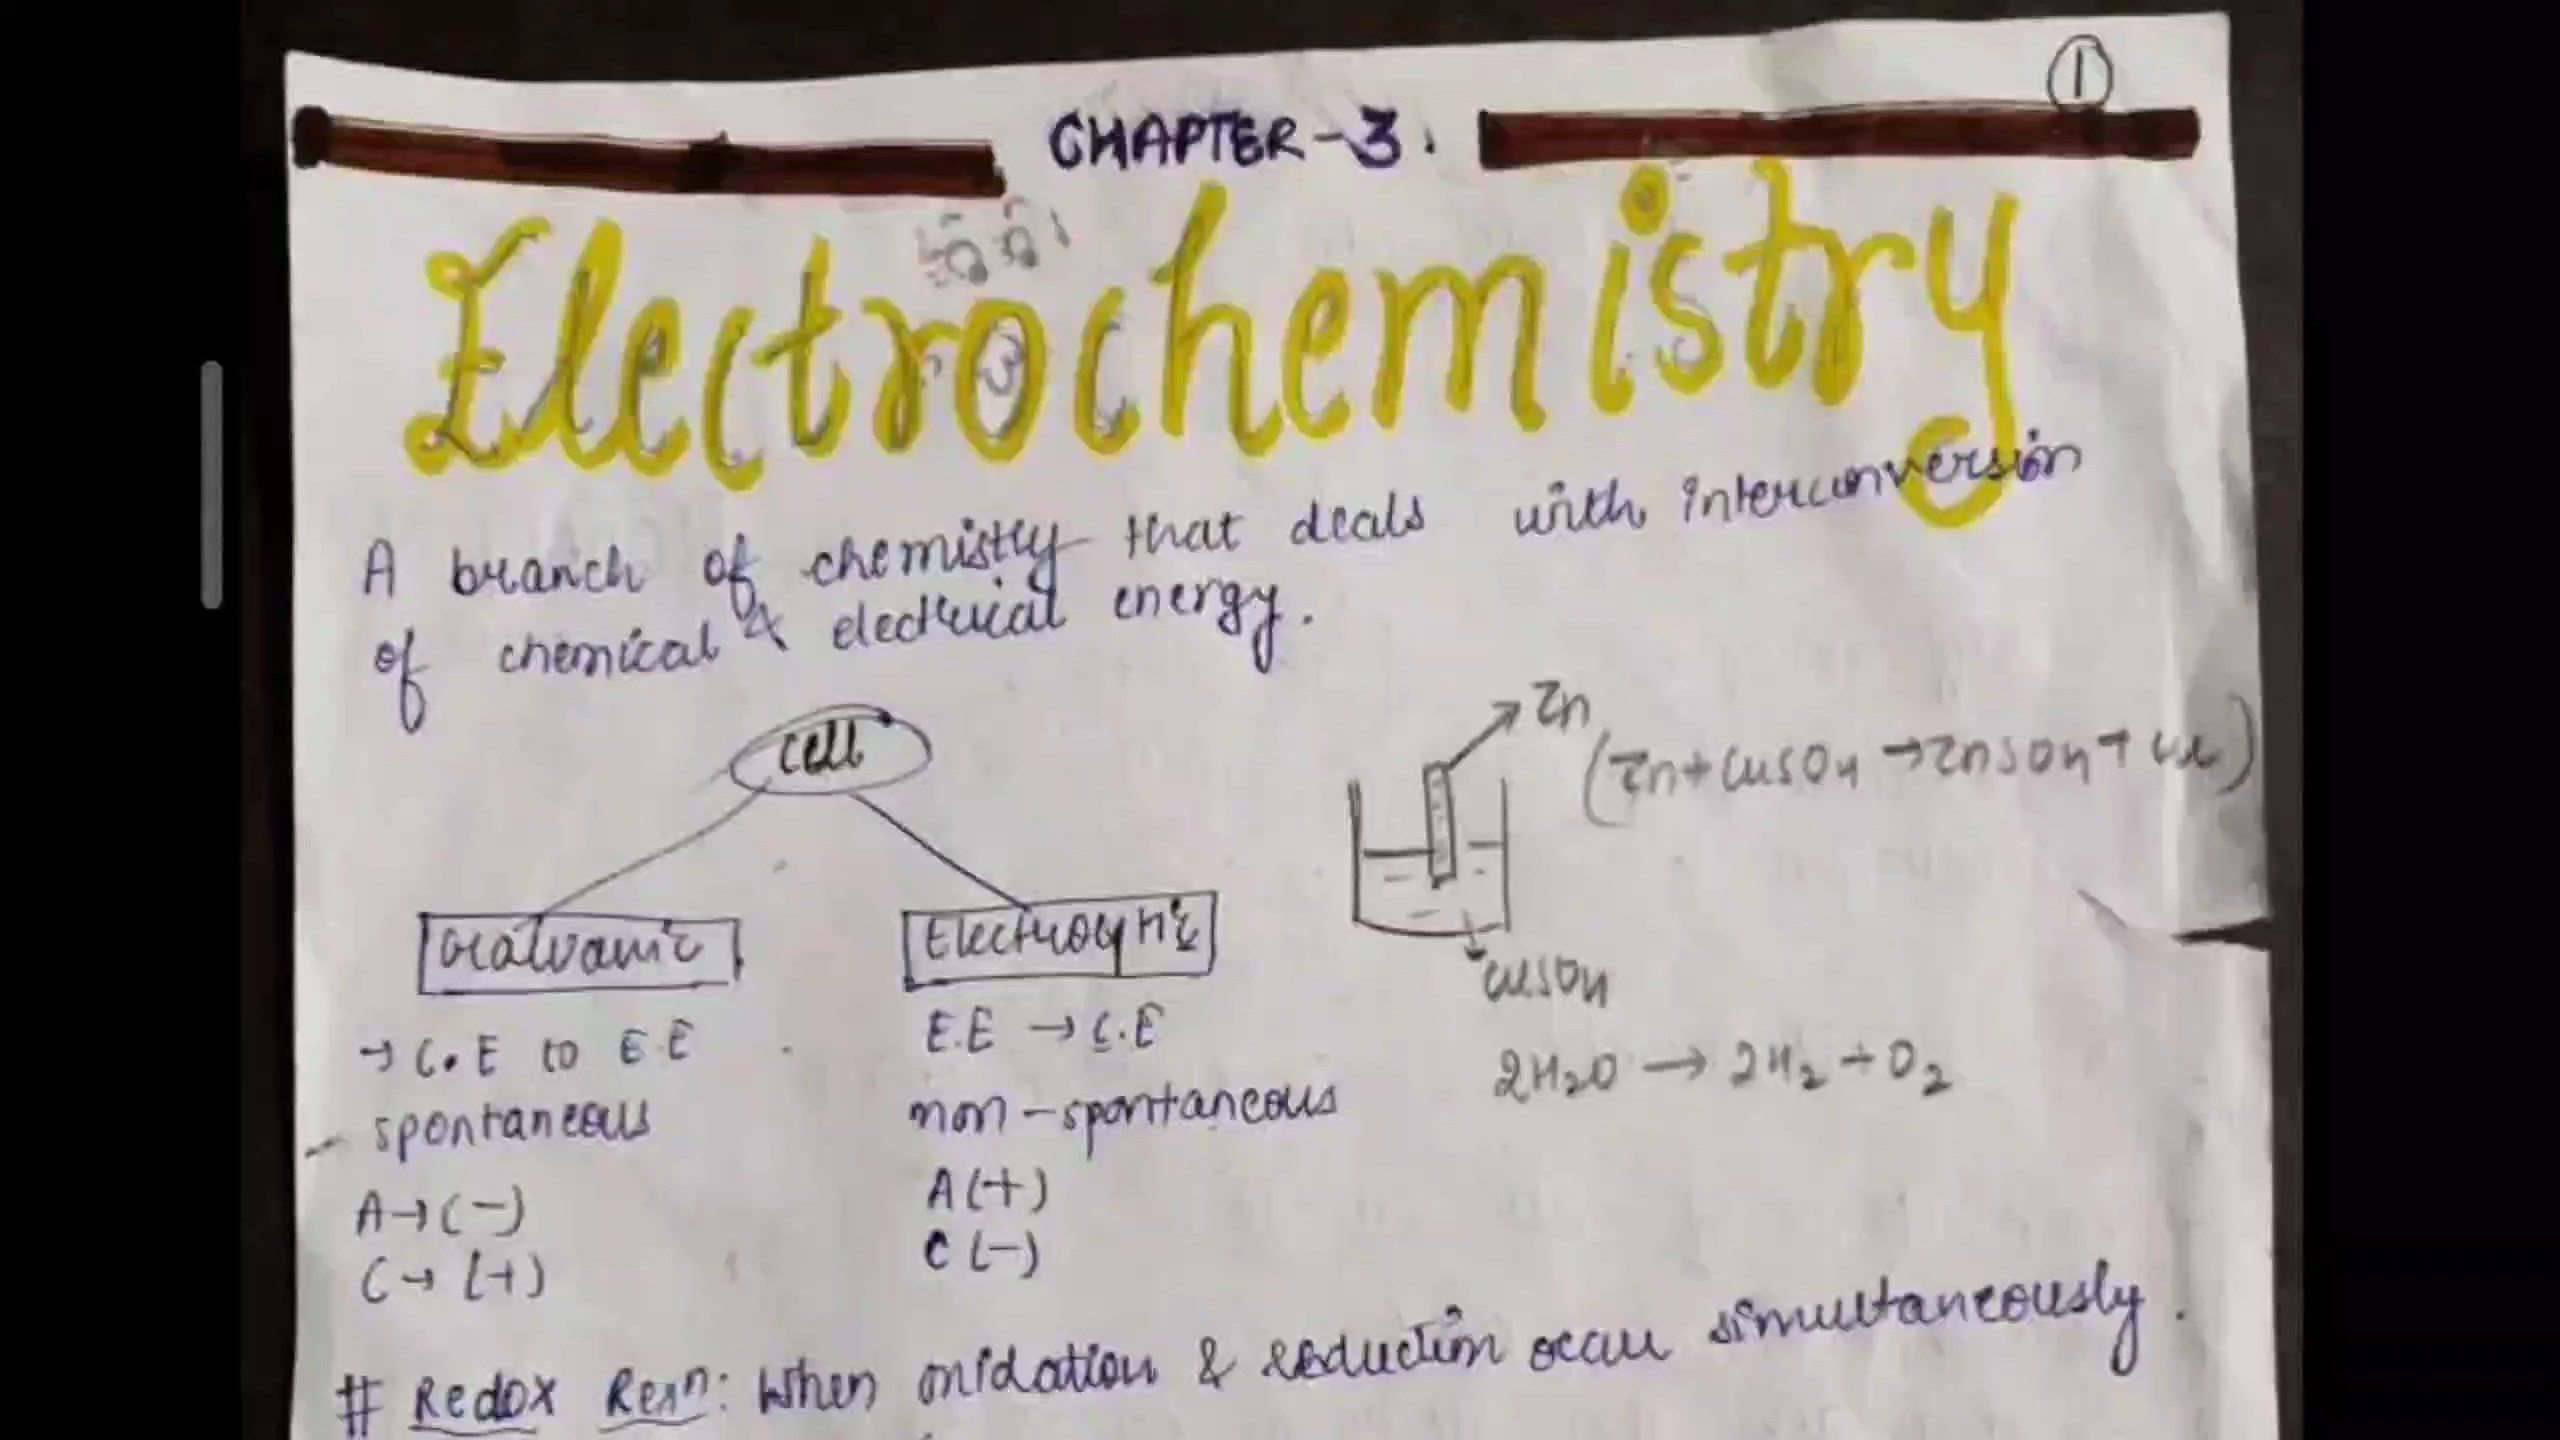 1
CHAPTER-3.
Electrochemistry
A branch of chemistry that deals with interconversion
of chemical & electrical energy.
cell
Zn
(Zn+CuSO4 → ZnSO4 + Cu)
Galvanic
Electrolytic
CuSO4
→ C.E to E.E
E.E → C.E
2H2O → 2H2 + O2
- spontaneous
non-spontaneous
A → (-)
A (+)
C → (+)
C (-)
# Redox Rexn: When oxidation & reduction occur simultaneously.